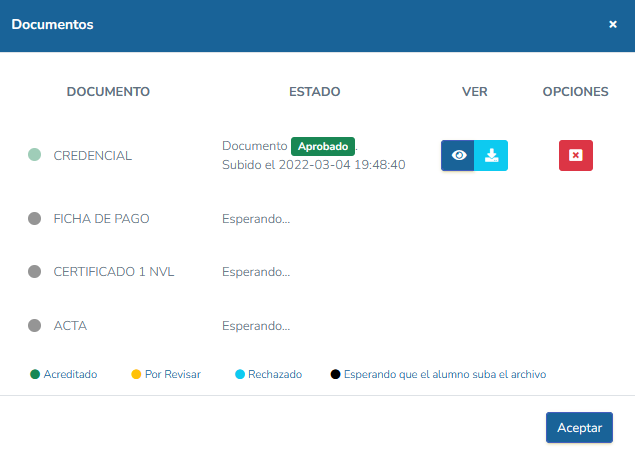 Documentos ×
DOCUMENTO ESTADO VER OPCIONES
CREDENCIAL
Documento Aprobado.
Subido el 2022-03-04 19:48:40
FICHA DE PAGO Esperando...
CERTIFICADO 1 NVL Esperando...
ACTA Esperando...
Acreditado Por Revisar Rechazado Esperando que el alumno suba el archivo
Aceptar